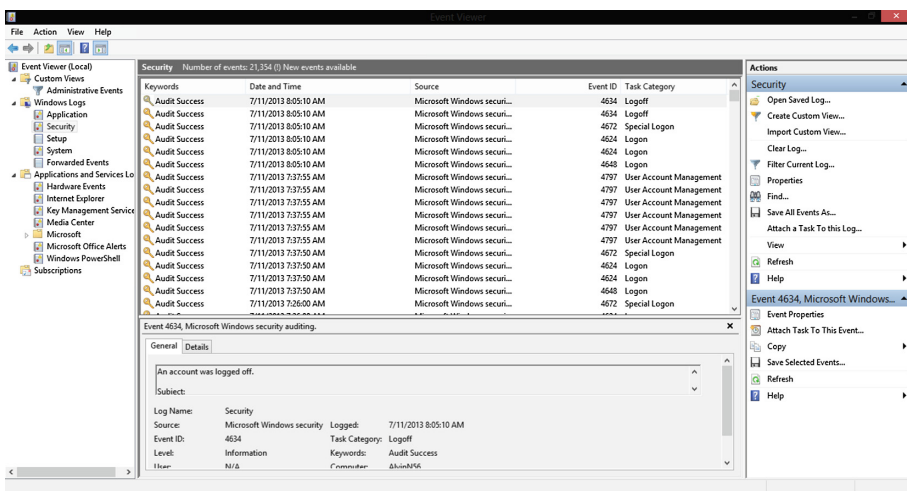 Event Viewer
File Action View Help
Event Viewer (Local)
Custom Views
Administrative Events
Windows Logs
Application
Security
Setup
System
Forwarded Events
Applications and Services Lo
Hardware Events
Internet Explorer
Key Management Service
Media Center
Microsoft
Microsoft Office Alerts
Windows PowerShell
Subscriptions
Security Number of events: 21,354 (!) New events available
Keywords Date and Time Source Event ID Task Category
Audit Success 7/11/2013 8:05:10 AM Microsoft Windows securi... 4634 Logoff
Audit Success 7/11/2013 8:05:10 AM Microsoft Windows securi... 4634 Logoff
Audit Success 7/11/2013 8:05:10 AM Microsoft Windows securi... 4672 Special Logon
Audit Success 7/11/2013 8:05:10 AM Microsoft Windows securi... 4624 Logon
Audit Success 7/11/2013 8:05:10 AM Microsoft Windows securi... 4624 Logon
Audit Success 7/11/2013 8:05:10 AM Microsoft Windows securi... 4648 Logon
Audit Success 7/11/2013 7:37:55 AM Microsoft Windows securi... 4797 User Account Management
Audit Success 7/11/2013 7:37:55 AM Microsoft Windows securi... 4797 User Account Management
Audit Success 7/11/2013 7:37:55 AM Microsoft Windows securi... 4797 User Account Management
Audit Success 7/11/2013 7:37:55 AM Microsoft Windows securi... 4797 User Account Management
Audit Success 7/11/2013 7:37:55 AM Microsoft Windows securi... 4797 User Account Management
Audit Success 7/11/2013 7:37:55 AM Microsoft Windows securi... 4797 User Account Management
Audit Success 7/11/2013 7:37:50 AM Microsoft Windows securi... 4672 Special Logon
Audit Success 7/11/2013 7:37:50 AM Microsoft Windows securi... 4624 Logon
Audit Success 7/11/2013 7:37:50 AM Microsoft Windows securi... 4624 Logon
Audit Success 7/11/2013 7:37:50 AM Microsoft Windows securi... 4648 Logon
Audit Success 7/11/2013 7:26:00 AM Microsoft Windows securi... 4672 Special Logon
Event 4634, Microsoft Windows security auditing.
General Details
An account was logged off.
Subject:
Log Name: Security
Source: Microsoft Windows security Logged: 7/11/2013 8:05:10 AM
Event ID: 4634 Task Category: Logoff
Level: Information Keywords: Audit Success
User: N/A Computer: AlvinN56
Actions
Security
Open Saved Log...
Create Custom View...
Import Custom View...
Clear Log...
Filter Current Log...
Properties
Find...
Save All Events As...
Attach a Task To this Log...
View
Refresh
Help
Event 4634, Microsoft Windows...
Event Properties
Attach Task To This Event...
Copy
Save Selected Events...
Refresh
Help